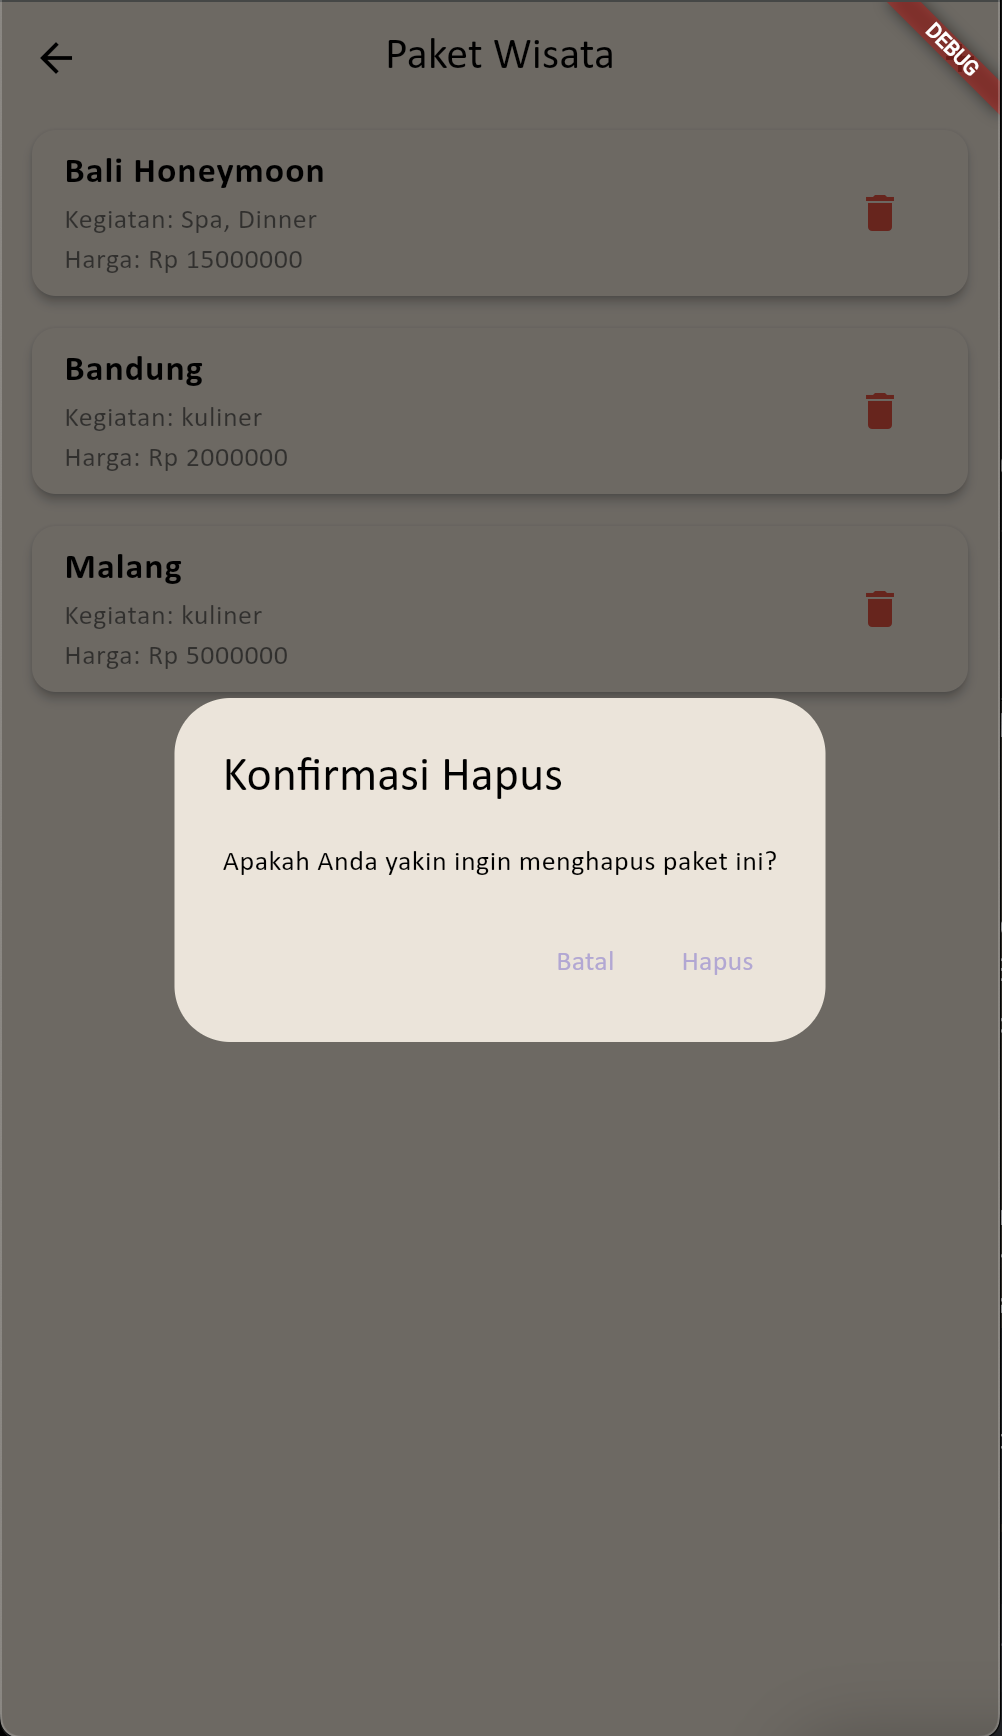 Paket Wisata
DEBUG
Bali Honeymoon
Kegiatan: Spa, Dinner
Harga: Rp 15000000
Bandung
Kegiatan: kuliner
Harga: Rp 2000000
Malang
Kegiatan: kuliner
Harga: Rp 5000000
Konfirmasi Hapus
Apakah Anda yakin ingin menghapus paket ini?
Batal Hapus